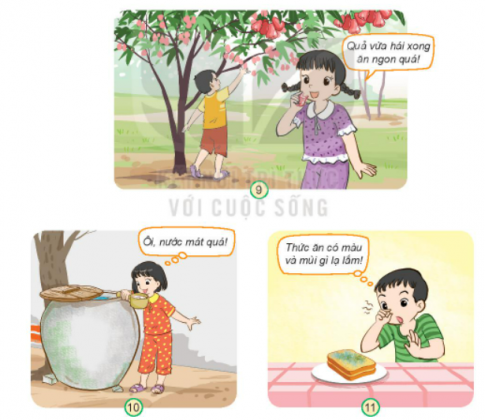 Quả vừa hái xong
ăn ngon quá!
9
VỚI CUỘC SỐNG
Ôi, nước mát quá!
10
Thức ăn có màu
và mùi gì lạ lắm!
11